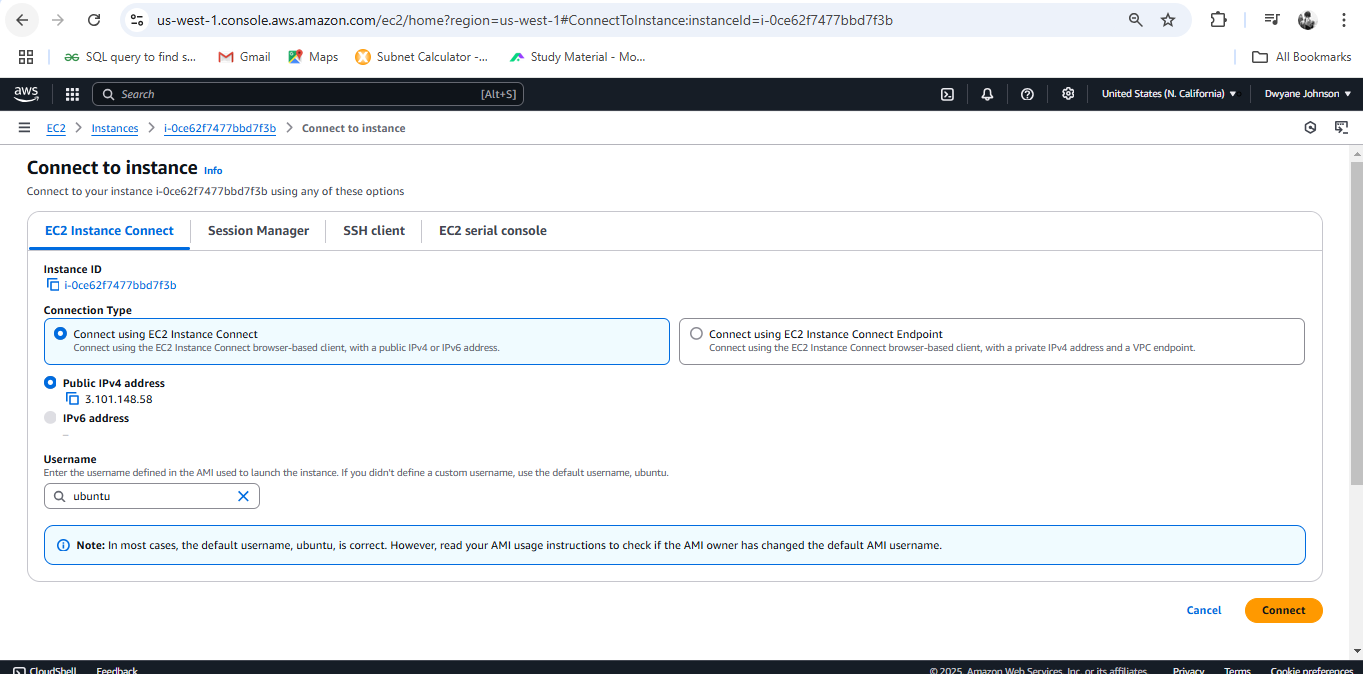 us-west-1.console.aws.amazon.com/ec2/home?region=us-west-1#ConnectToInstance:instanceId=i-0ce62f7477bbd7f3b
SQL query to find s... Gmail Maps Subnet Calculator -... Study Material - Mo... All Bookmarks
aws Search [Alt+S] United States (N. California) Dwyane Johnson
EC2 Instances i-0ce62f7477bbd7f3b Connect to instance
Connect to instance Info
Connect to your instance i-0ce62f7477bbd7f3b using any of these options
EC2 Instance Connect Session Manager SSH client EC2 serial console
Instance ID
i-0ce62f7477bbd7f3b
Connection Type
Connect using EC2 Instance Connect
Connect using the EC2 Instance Connect browser-based client, with a public IPv4 or IPv6 address.
Connect using EC2 Instance Connect Endpoint
Connect using the EC2 Instance Connect browser-based client, with a private IPv4 address and a VPC endpoint.
Public IPv4 address
3.101.148.58
IPv6 address
–
Username
Enter the username defined in the AMI used to launch the instance. If you didn't define a custom username, use the default username, ubuntu.
ubuntu
Note: In most cases, the default username, ubuntu, is correct. However, read your AMI usage instructions to check if the AMI owner has changed the default AMI username.
Cancel Connect
CloudShell Feedback © 2025, Amazon Web Services, Inc. or its affiliates. Privacy Terms Cookie preferences